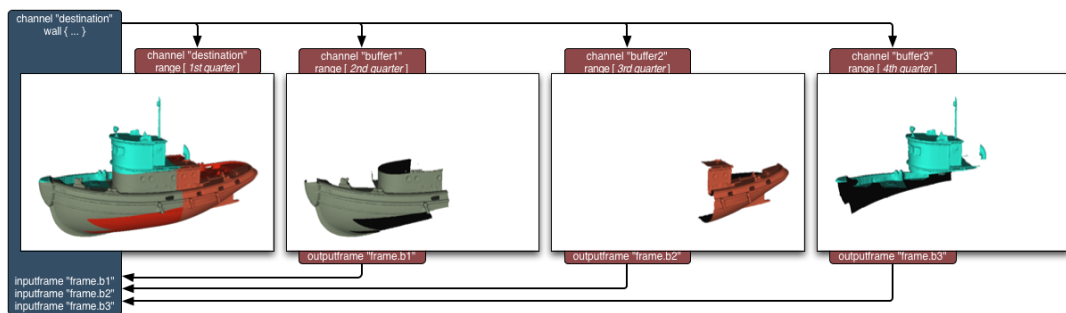 channel "destination"
wall { ... }
channel "destination"
range [ 1st quarter ]
channel "buffer1"
range [ 2nd quarter ]
channel "buffer2"
range [ 3rd quarter ]
channel "buffer3"
range [ 4th quarter ]
outputframe "frame.b1"
outputframe "frame.b2"
outputframe "frame.b3"
inputframe "frame.b1"
inputframe "frame.b2"
inputframe "frame.b3"